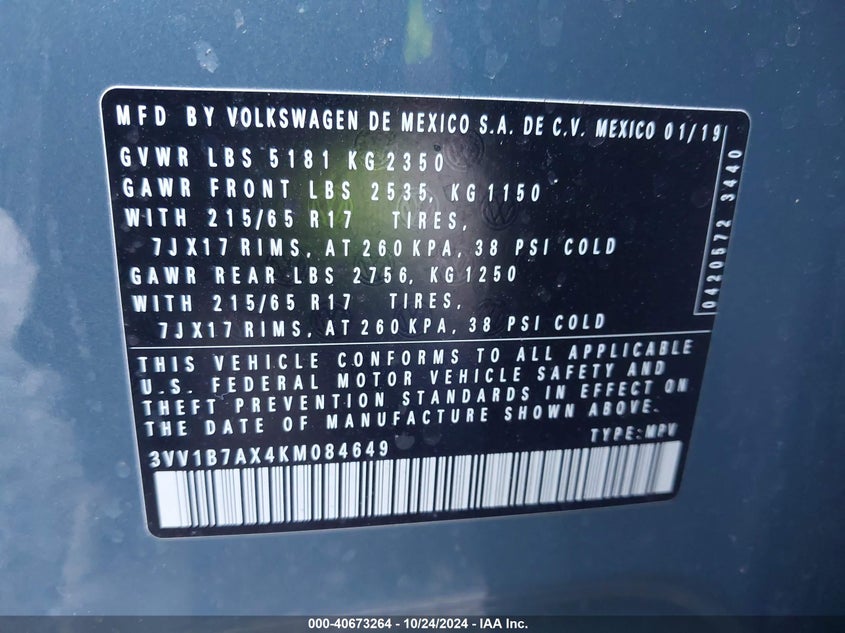 MFD BY VOLKSWAGEN DE MEXICO S.A. DE C.V. MEXICO 01/19
GVWR LBS 5181 KG 2350
GAWR FRONT LBS 2535, KG 1150
WITH 215/65 R17 TIRES,
7JX17 RIMS, AT 260 KPA, 38 PSI COLD
GAWR REAR LBS 2756, KG 1250
WITH 215/65 R17 TIRES,
7JX17 RIMS, AT 260 KPA, 38 PSI COLD
0420572 3440
THIS VEHICLE CONFORMS TO ALL APPLICABLE
U.S. FEDERAL MOTOR VEHICLE SAFETY AND
THEFT PREVENTION STANDARDS IN EFFECT ON
THE DATE OF MANUFACTURE SHOWN ABOVE.
TYPE:MPV
3VV1B7AX4KM084649
000-40673264 - 10/24/2024 - IAA Inc.